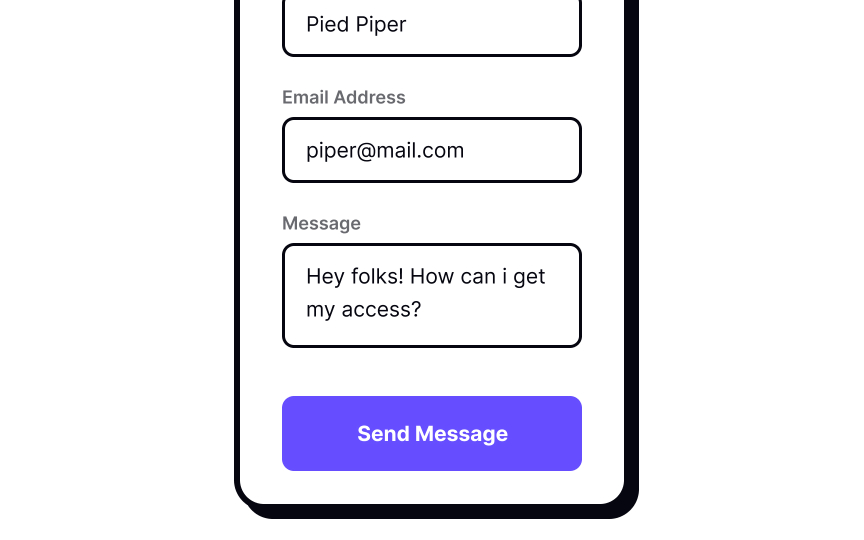 Pied Piper
Email Address
piper@mail.com
Message
Hey folks! How can i get
my access?
Send Message